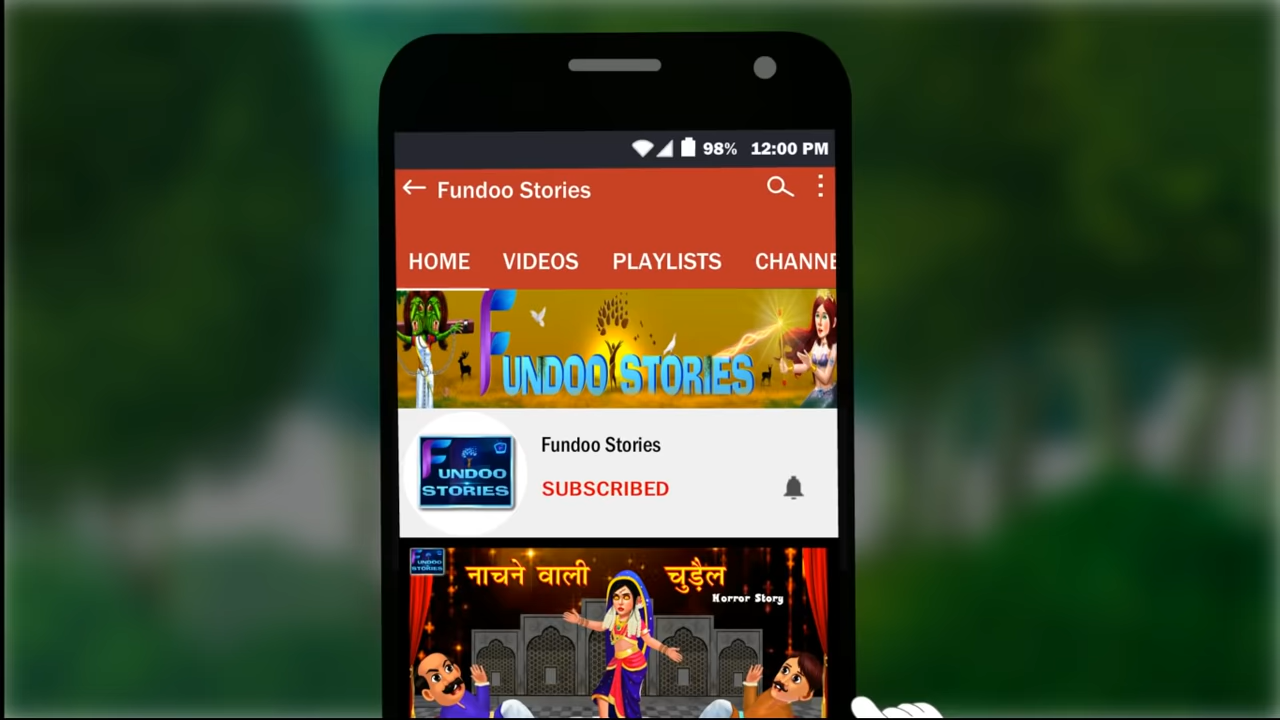 98% 12:00 PM
Fundoo Stories
HOME VIDEOS PLAYLISTS CHANNE
FUNDOO STORIES
Fundoo Stories
SUBSCRIBED
FUNDOO
STORIES
FUNDOO
STORIES
नाचने वाली चुड़ैल
Horror Story